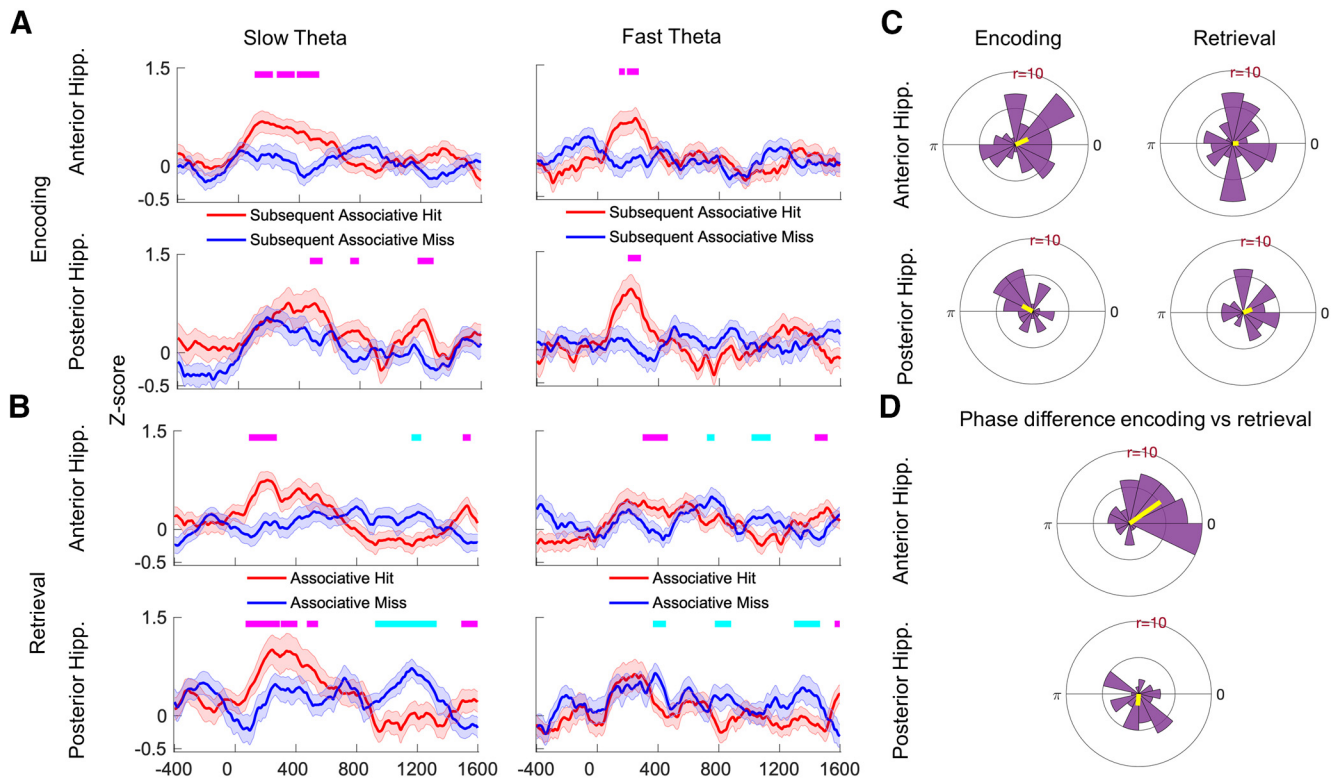 A
Slow Theta
Fast Theta
Encoding
Anterior Hipp.
1.5
0
-0.5
Subsequent Associative Hit
Subsequent Associative Miss
Subsequent Associative Hit
Subsequent Associative Miss
Posterior Hipp.
1.5
0
-0.5
Z-score
B
Retrieval
Anterior Hipp.
1.5
0
-0.5
Associative Hit
Associative Miss
Associative Hit
Associative Miss
Posterior Hipp.
1.5
0
-0.5
-400 0 400 800 1200 1600
-400 0 400 800 1200 1600
C
Encoding
Retrieval
Anterior Hipp.
r=10
π
0
r=10
π
0
Posterior Hipp.
r=10
π
0
r=10
π
0
D
Phase difference encoding vs retrieval
Anterior Hipp.
r=10
π
0
Posterior Hipp.
r=10
π
0